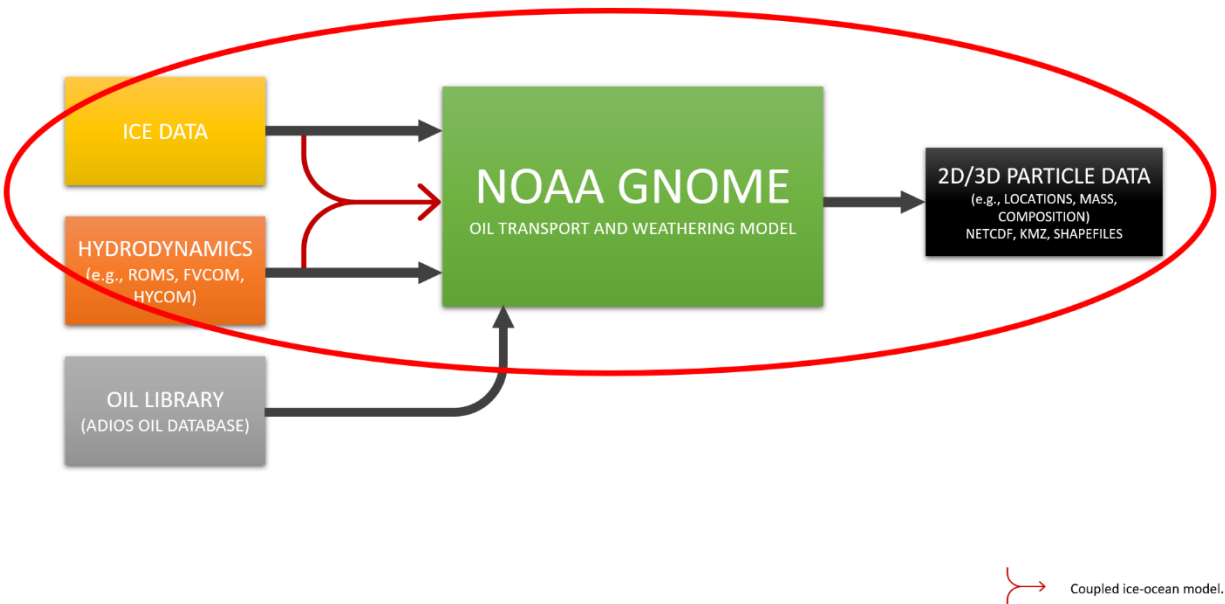 ICE DATA
HYDRODYNAMICS
(e.g., ROMS, FVCOM,
HYCOM)
OIL LIBRARY
(ADIOS OIL DATABASE)
NOAA GNOME
OIL TRANSPORT AND WEATHERING MODEL
2D/3D PARTICLE DATA
(e.g., LOCATIONS, MASS,
COMPOSITION)
NETCDF, KMZ, SHAPEFILES
Coupled ice-ocean model.